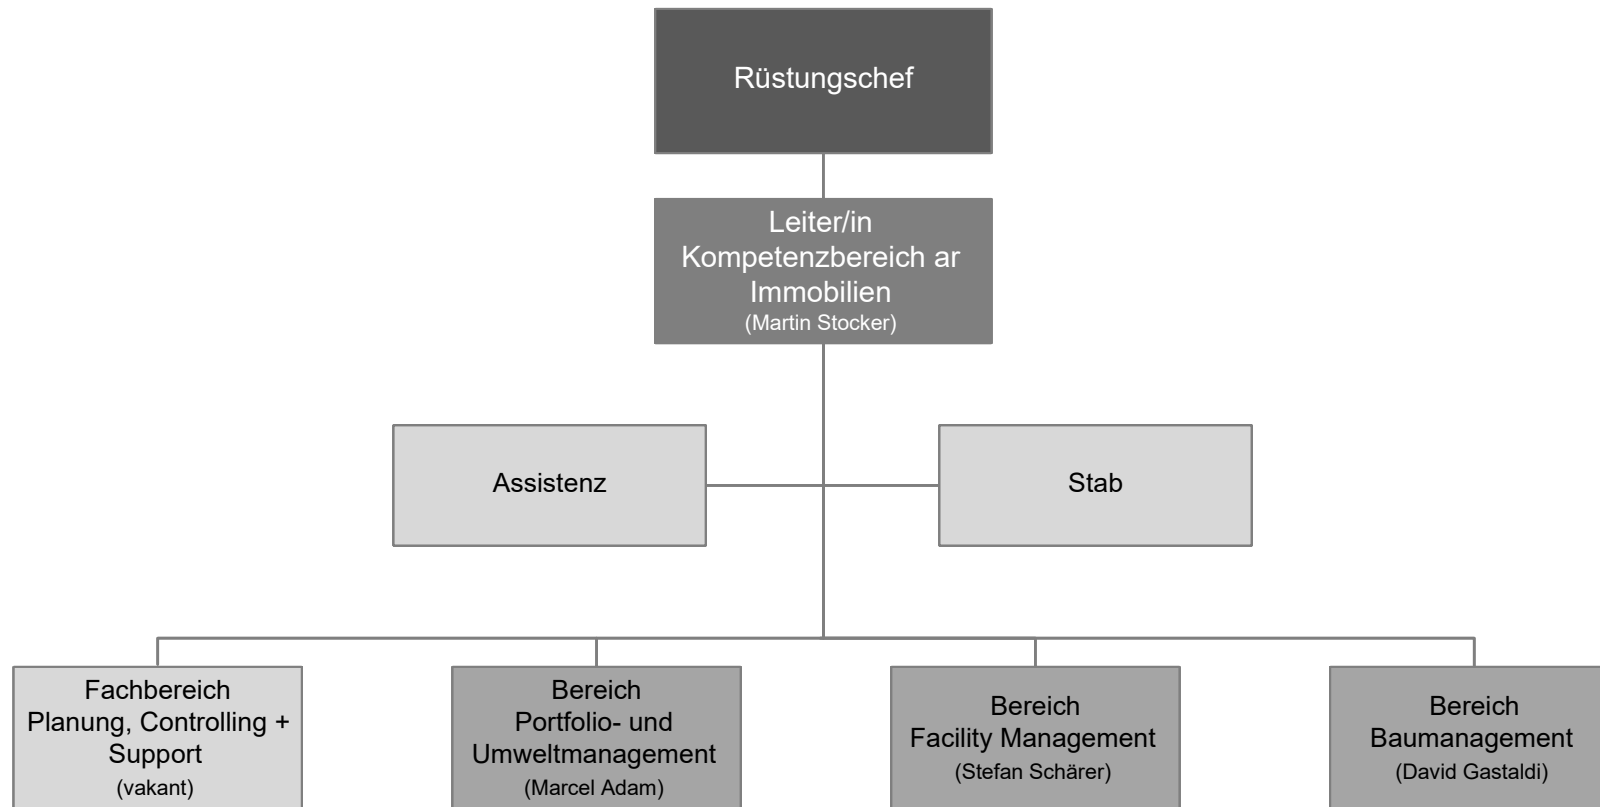 Rüstungschef
Leiter/in
Kompetenzbereich ar
Immobilien
(Martin Stocker)
Assistenz
Stab
Fachbereich
Planung, Controlling +
Support
(vakant)
Bereich
Portfolio- und
Umweltmanagement
(Marcel Adam)
Bereich
Facility Management
(Stefan Schärer)
Bereich
Baumanagement
(David Gastaldi)